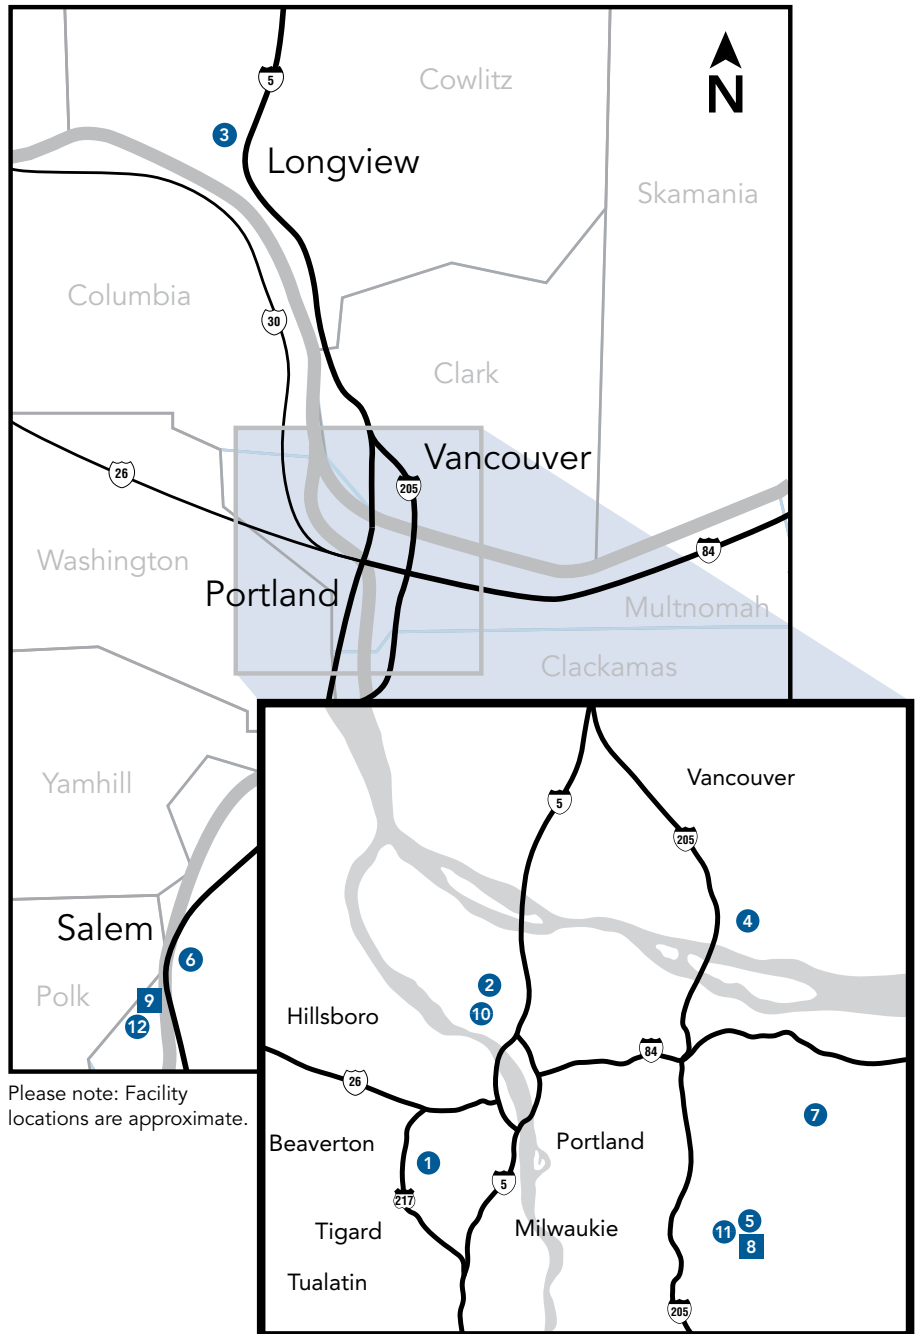 5
Cowlitz
N
3
Longview
Skamania
Columbia
30
Clark
Vancouver
26
205
Washington
84
Portland
Multnomah
Clackamas
Yamhill
Salem
6
Polk
9
12
Please note: Facility
locations are approximate.
Vancouver
5
205
4
2
10
Hillsboro
84
26
7
Beaverton
Portland
1
5
217
5
11
Tigard
Milwaukie
8
Tualatin
205